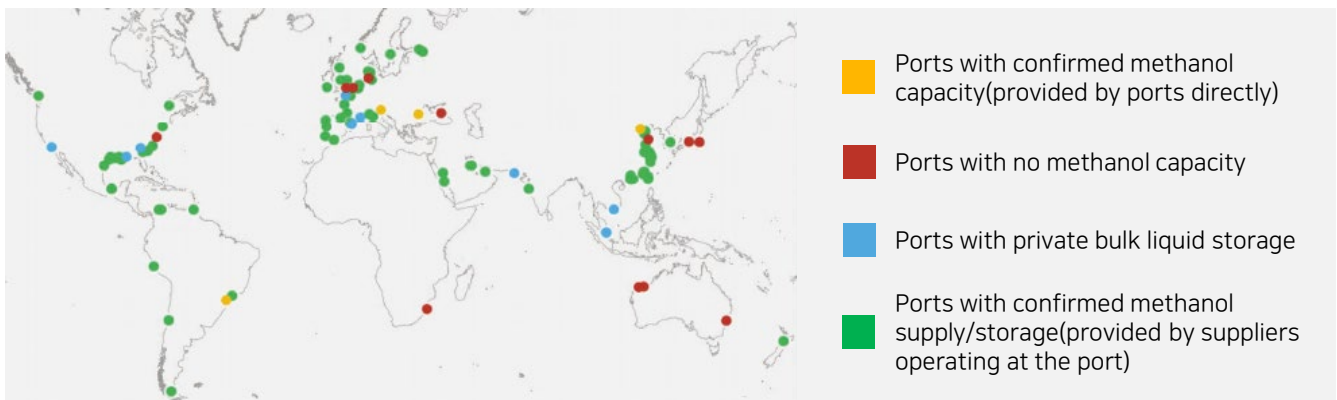 Ports with confirmed methanol
capacity(provided by ports directly)
Ports with no methanol capacity
Ports with private bulk liquid storage
Ports with confirmed methanol
supply/storage(provided by suppliers
operating at the port)